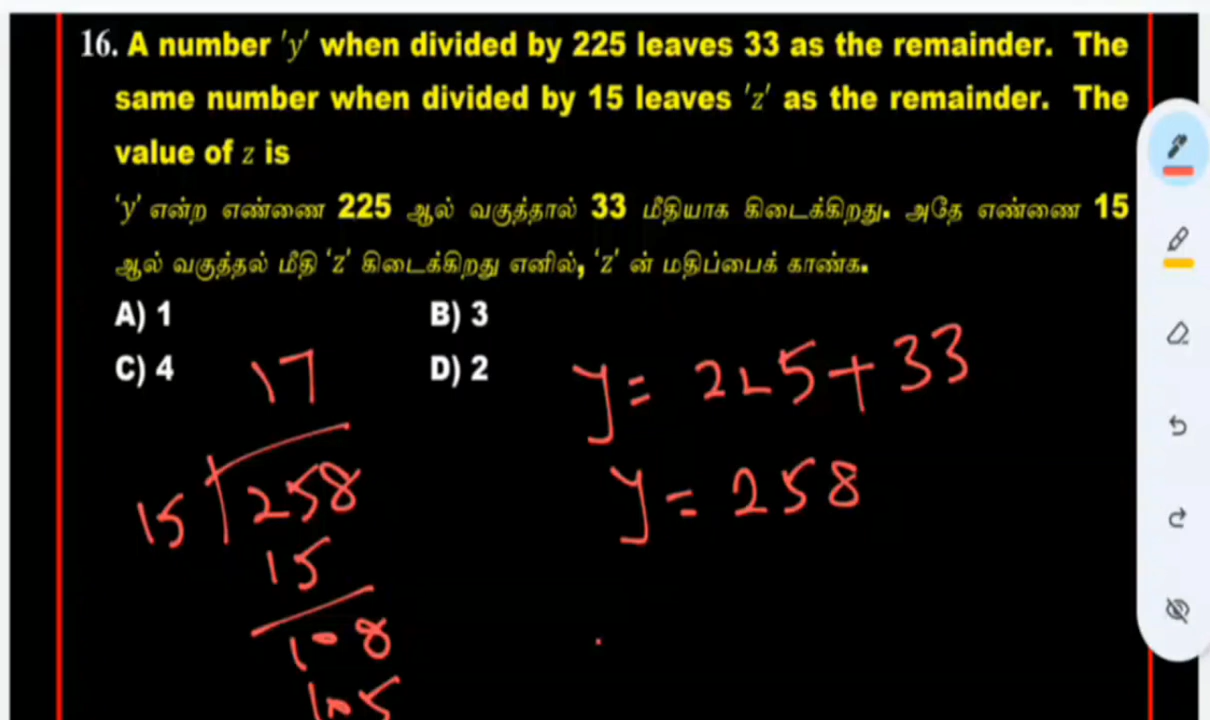 16. A number 'y' when divided by 225 leaves 33 as the remainder. The
same number when divided by 15 leaves 'z' as the remainder. The
value of z is
'y' என்ற எண்ணை 225 ஆல் வகுத்தால் 33 மீதியாக கிடைக்கிறது. அதே எண்ணை 15
ஆல் வகுத்தல் மீதி 'z' கிடைக்கிறது எனில், 'z' ன் மதிப்பைக் காண்க.
A) 1 B) 3
C) 4 D) 2
y = 225 + 33
y = 258
17
15 258
15
108
105